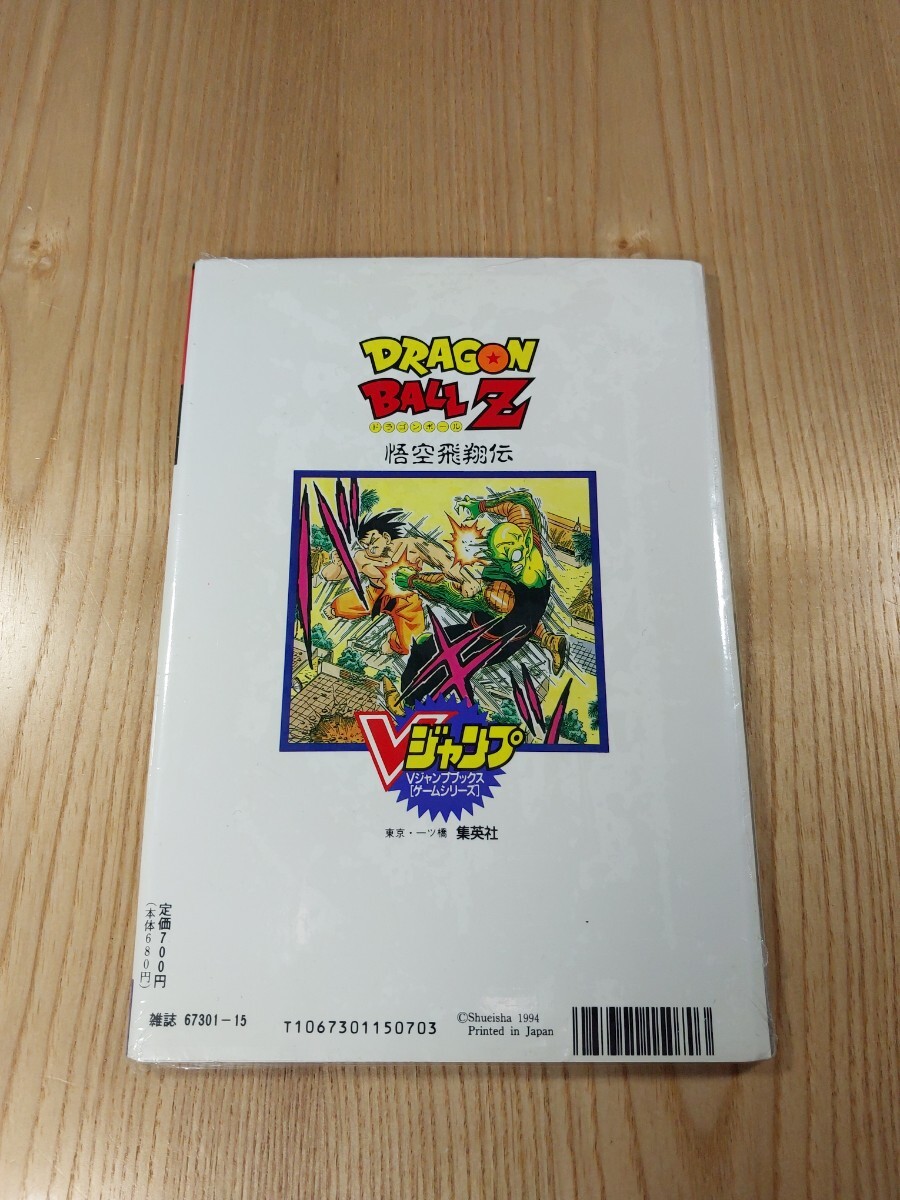 DRAGON
BALL Z
ドラゴンボール
悟空飛翔伝
Vジャンプ
Vジャンプブックス
[ゲームシリーズ]
東京・一ツ橋 集英社
定価700円
(本体680円)
雑誌 67301-15
T1067301150703
©Shueisha 1994
Printed in Japan